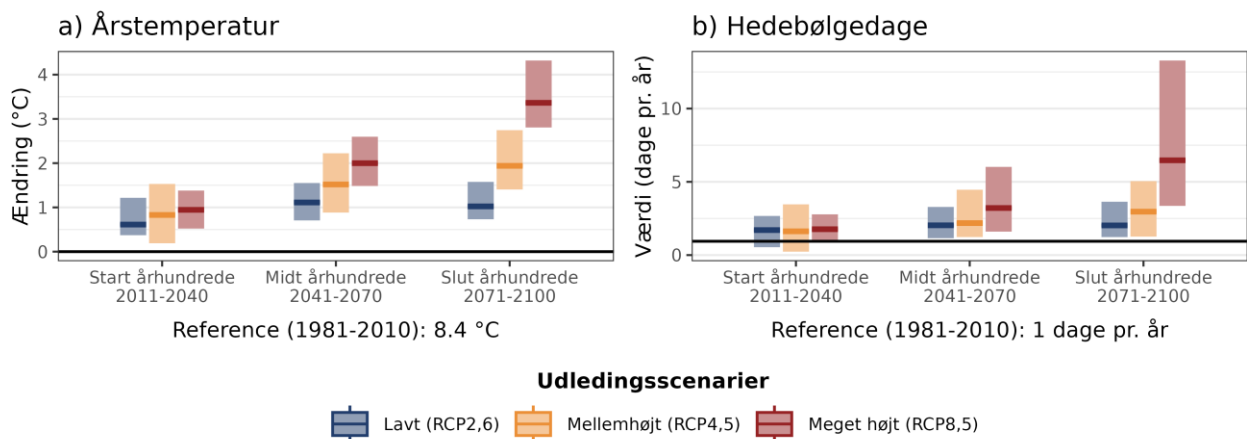 a) Årstemperatur
Ændring (°C)
4
3
2
1
0
Start århundrede
2011-2040
Midt århundrede
2041-2070
Slut århundrede
2071-2100
Reference (1981-2010): 8.4 °C
b) Hedebølgedage
Værdi (dage pr. år)
10
5
0
Start århundrede
2011-2040
Midt århundrede
2041-2070
Slut århundrede
2071-2100
Reference (1981-2010): 1 dage pr. år
Udledingsscenarier
Lavt (RCP2,6)
Mellemhøjt (RCP4,5)
Meget højt (RCP8,5)